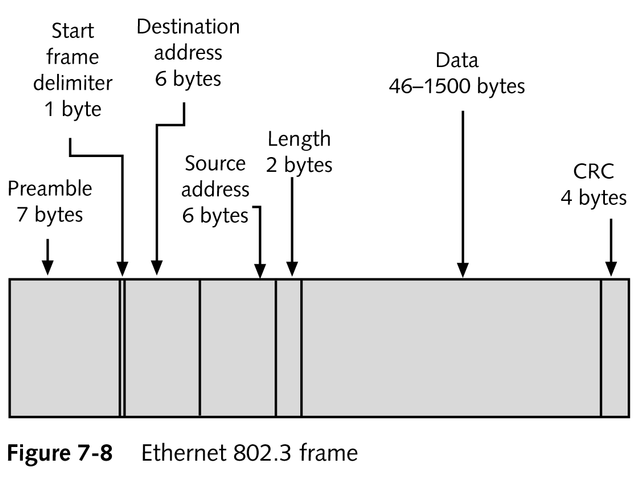 Preamble
7 bytes
Start
frame
delimiter
1 byte
Destination
address
6 bytes
Source
address
6 bytes
Length
2 bytes
Data
46–1500 bytes
CRC
4 bytes
Figure 7-8 Ethernet 802.3 frame